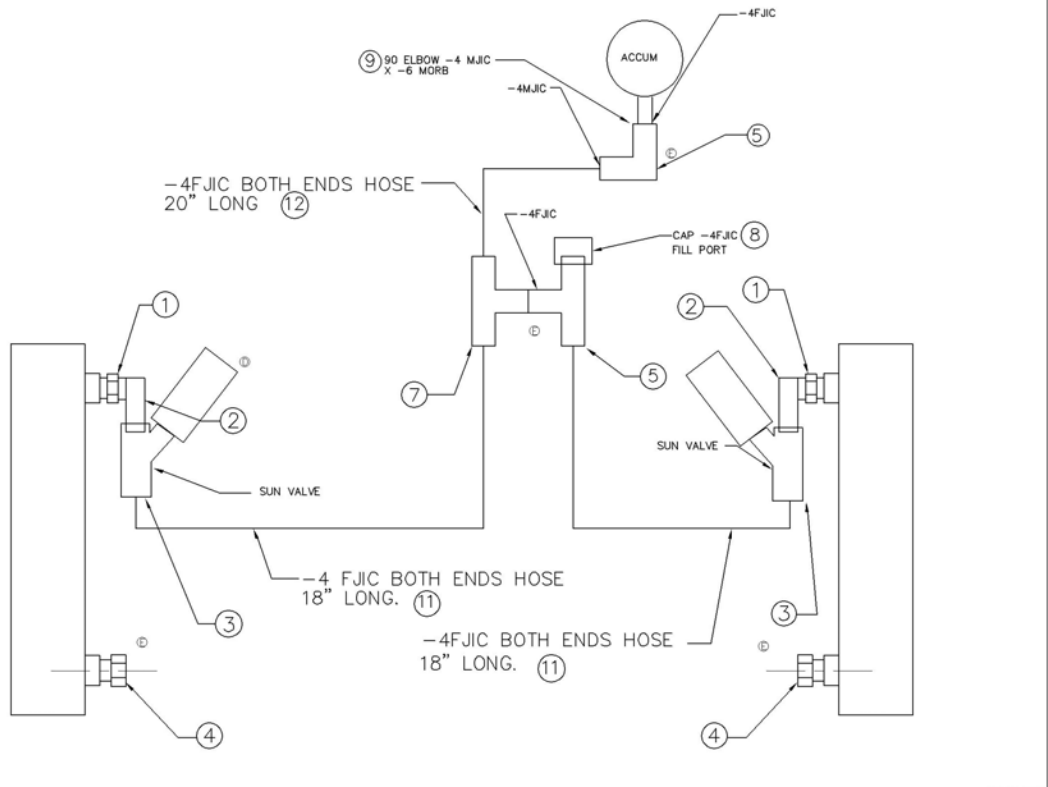 -4FJIC
ACCUM
9 90 ELBOW -4 MJIC
X -6 MORB
-4MJIC
5
E
-4FJIC BOTH ENDS HOSE
20" LONG 12
-4FJIC
CAP -4FJIC 8
FILL PORT
1
2
1
D
E
7
5
2
SUN VALVE
SUN VALVE
-4 FJIC BOTH ENDS HOSE
18" LONG. 11
3
3
-4FJIC BOTH ENDS HOSE
18" LONG. 11
E
E
4
4